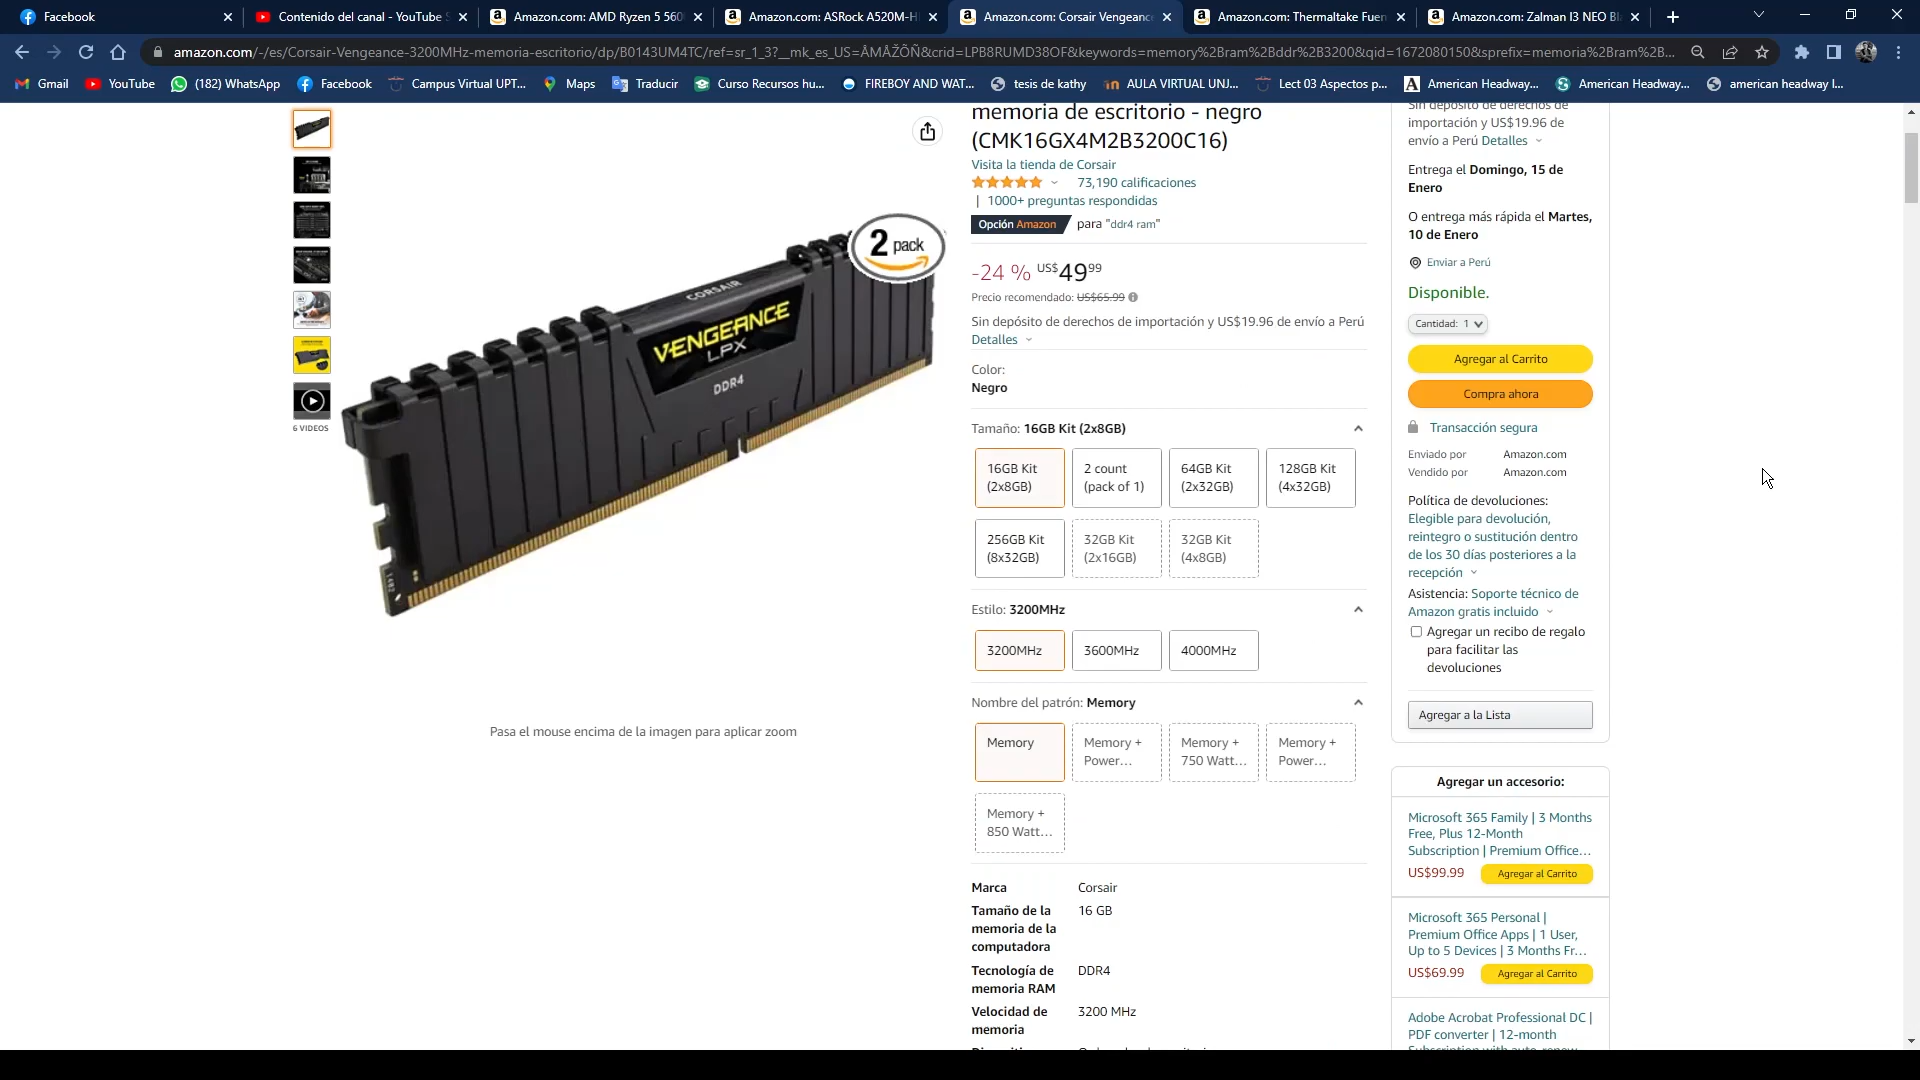 Facebook
Contenido del canal - YouTube S
Amazon.com: AMD Ryzen 5 560
Amazon.com: ASRock A520M-H
Amazon.com: Corsair Vengeance
Amazon.com: Thermaltake Fuen
Amazon.com: Zalman I3 NEO Bl
amazon.com/-/es/Corsair-Vengeance-3200MHz-memoria-escritorio/dp/B0143UM4TC/ref=sr_1_3?__mk_es_US=ÅMÅŽÕÑ&crid=LPB8RUMD38OF&keywords=memory%2Bram%2Bddr%2B3200&qid=1672080150&sprefix=memoria%2Bram%2B...
Gmail
YouTube
(182) WhatsApp
Facebook
Campus Virtual UPT...
Maps
Traducir
Curso Recursos hu...
FIREBOY AND WAT...
tesis de kathy
AULA VIRTUAL UNJ...
Lect 03 Aspectos p...
American Headway...
American Headway...
american headway l...
6 VIDEOS
2 pack
CORSAIR
VENGEANCE
LPX
DDR4
Pasa el mouse encima de la imagen para aplicar zoom
memoria de escritorio - negro
(CMK16GX4M2B3200C16)
Visita la tienda de Corsair
73,190 calificaciones
| 1000+ preguntas respondidas
Opción Amazon para "ddr4 ram"
-24 % US$49 99
Precio recomendado: US$65.99
Sin depósito de derechos de importación y US$19.96 de envío a Perú
Detalles
Color:
Negro
Tamaño: 16GB Kit (2x8GB)
16GB Kit
(2x8GB)
2 count
(pack of 1)
64GB Kit
(2x32GB)
128GB Kit
(4x32GB)
256GB Kit
(8x32GB)
32GB Kit
(2x16GB)
32GB Kit
(4x8GB)
Estilo: 3200MHz
3200MHz
3600MHz
4000MHz
Nombre del patrón: Memory
Memory
Memory +
Power...
Memory +
750 Watt...
Memory +
Power...
Memory +
850 Watt...
Marca Corsair
Tamaño de la 16 GB
memoria de la
computadora
Tecnología de DDR4
memoria RAM
Velocidad de 3200 MHz
memoria
Sin depósito de derechos de
importación y US$19.96 de
envío a Perú Detalles
Entrega el Domingo, 15 de
Enero
O entrega más rápida el Martes,
10 de Enero
Enviar a Perú
Disponible.
Cantidad: 1
Agregar al Carrito
Compra ahora
Transacción segura
Enviado por Amazon.com
Vendido por Amazon.com
Política de devoluciones:
Elegible para devolución,
reintegro o sustitución dentro
de los 30 días posteriores a la
recepción
Asistencia: Soporte técnico de
Amazon gratis incluido
Agregar un recibo de regalo
para facilitar las
devoluciones
Agregar a la Lista
Agregar un accesorio:
Microsoft 365 Family | 3 Months
Free, Plus 12-Month
Subscription | Premium Office...
US$99.99 Agregar al Carrito
Microsoft 365 Personal |
Premium Office Apps | 1 User,
Up to 5 Devices | 3 Months Fr...
US$69.99 Agregar al Carrito
Adobe Acrobat Professional DC |
PDF converter | 12-month
Subscription with auto-renew...